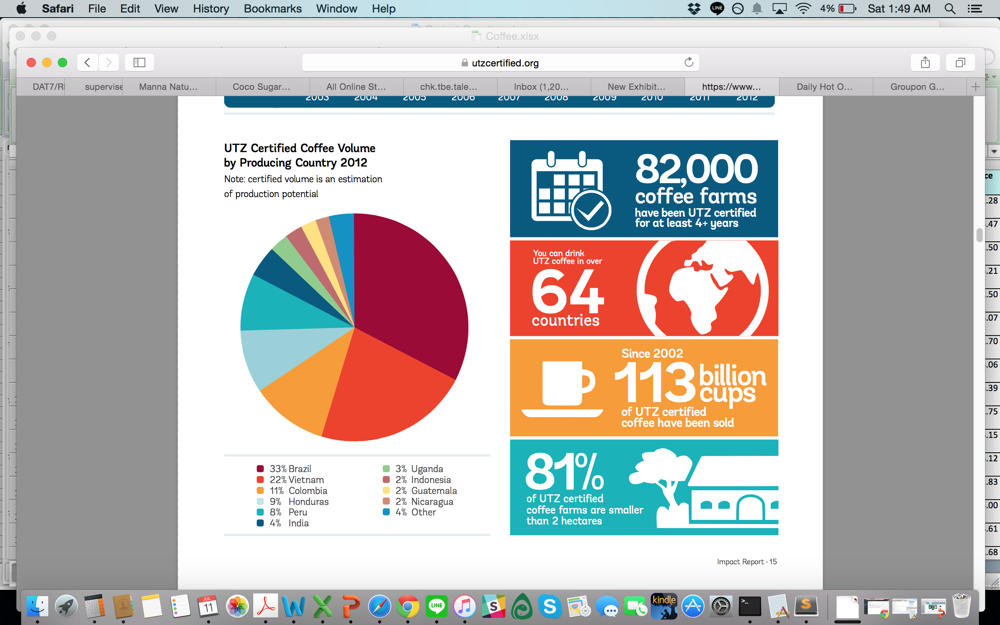 Safari File Edit View History Bookmarks Window Help LINE 4% Sat 1:49 AM
Coffee.xlsx
utzcertified.org
DAT7/R supervise Manna Natu... Coco Sugar... All Online St... chk.tbe.tale... Inbox (1,20... New Exhibit... https://www... Daily Hot O... Groupon G...
2003 2004 2005 2006 2007 2008 2009 2010 2011 2012
UTZ Certified Coffee Volume
by Producing Country 2012
Note: certified volume is an estimation
of production potential
33% Brazil
22% Vietnam
11% Colombia
9% Honduras
8% Peru
4% India
3% Uganda
2% Indonesia
2% Guatemala
2% Nicaragua
4% Other
82,000
coffee farms
have been UTZ certified
for at least 4+ years
You can drink
UTZ coffee in over
64
countries
Since 2002
113 billion
cups
of UTZ certified
coffee have been sold
81%
of UTZ certified
coffee farms are smaller
than 2 hectares
Impact Report - 15
ce
.28
.47
.50
.21
.50
.07
.70
.06
.39
.75
.15
.12
.83
.00
.61
.68
JUL
11
LINE
kindle